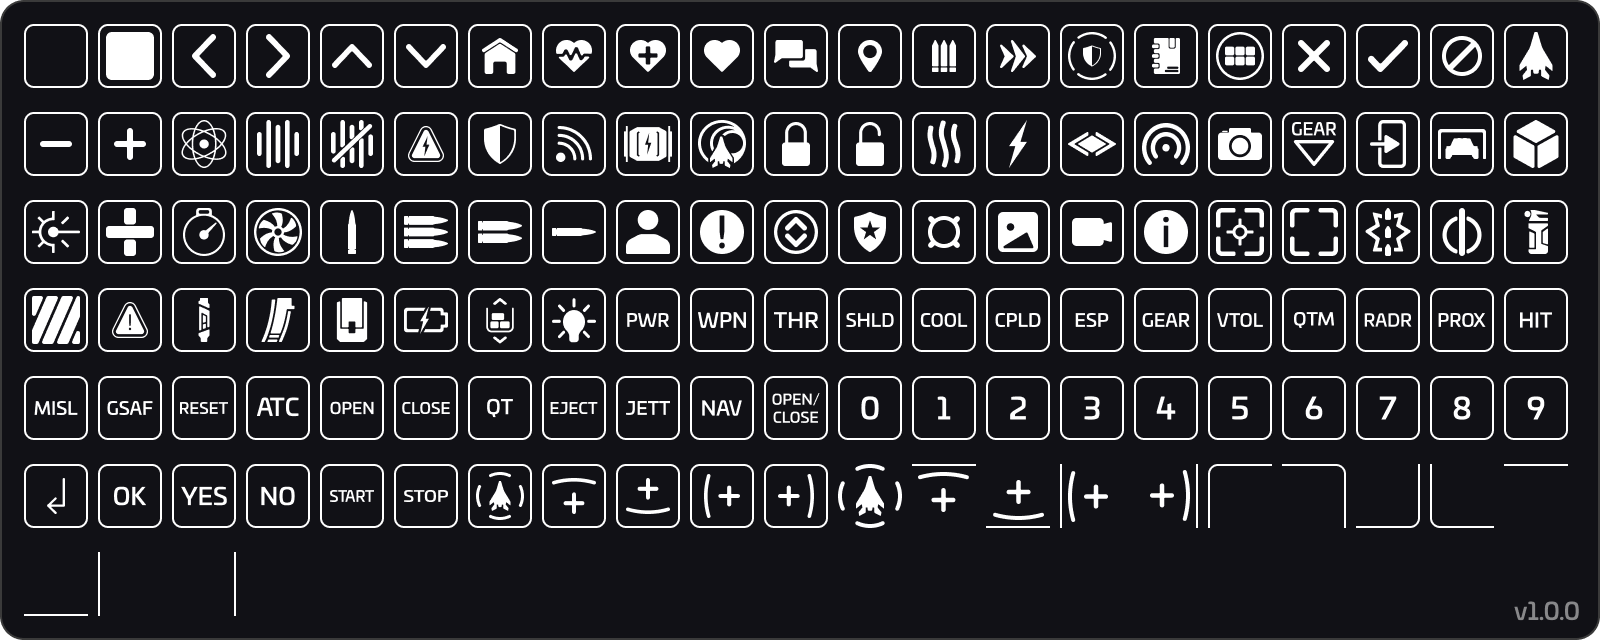 GEAR
PWR WPN THR SHLD COOL CPLD ESP GEAR VTOL QTM RADR PROX HIT
MISL GSAF RESET ATC OPEN CLOSE QT EJECT JETT NAV OPEN/
CLOSE 0 1 2 3 4 5 6 7 8 9
OK YES NO START STOP
v1.0.0